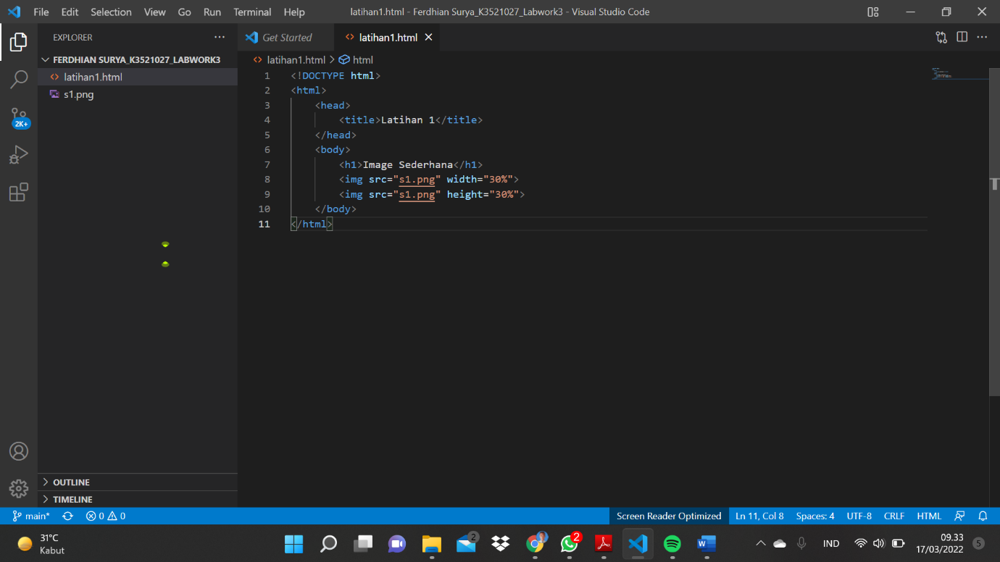 File Edit Selection View Go Run Terminal Help latihan1.html - Ferdhian Surya_K3521027_Labwork3 - Visual Studio Code
EXPLORER
FERDHIAN SURYA_K3521027_LABWORK3
latihan1.html
s1.png
2K+
OUTLINE
TIMELINE
Get Started latihan1.html
latihan1.html > html
1 <!DOCTYPE html>
2 <html>
3 <head>
4 <title>Latihan 1</title>
5 </head>
6 <body>
7 <h1>Image Sederhana</h1>
8 <img src="s1.png" width="30%">
9 <img src="s1.png" height="30%">
10 </body>
11 </html>
main* 0 0 Screen Reader Optimized Ln 11, Col 8 Spaces: 4 UTF-8 CRLF HTML
31°C
Kabut
2
2
IND
09.33
17/03/2022
5